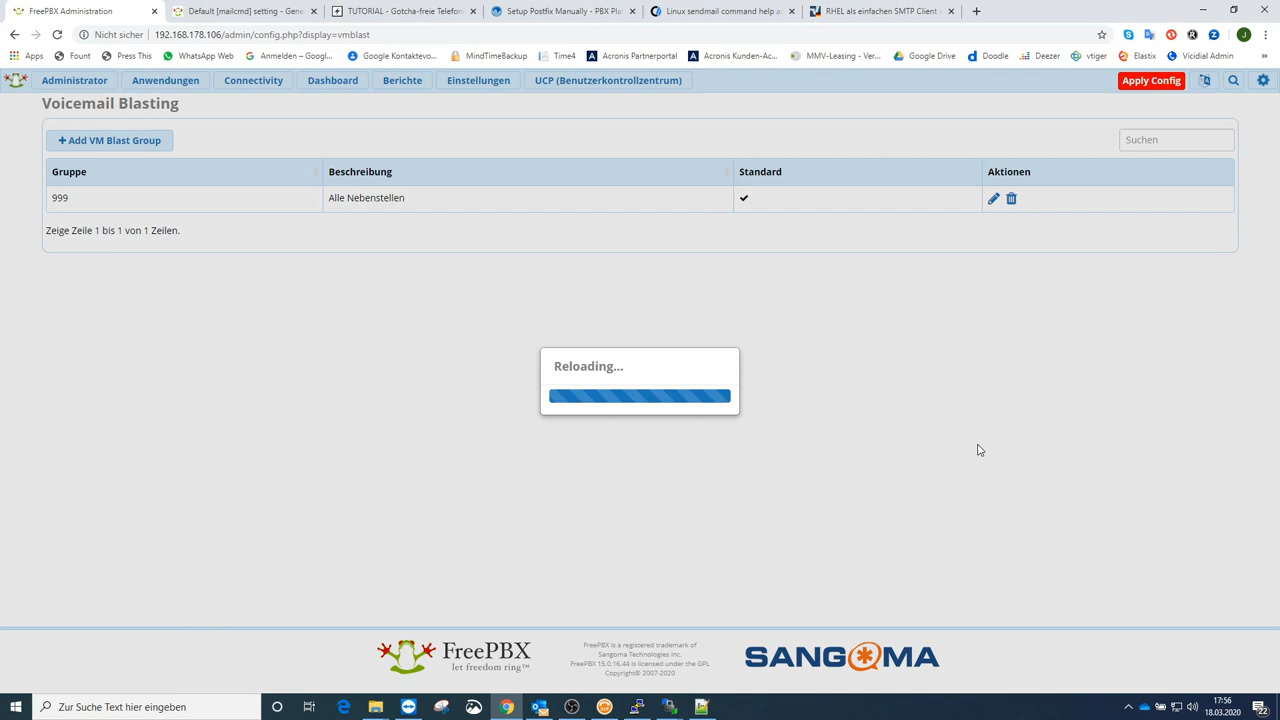 FreePBX Administration
Default [mailcmd] setting - Gene
TUTORIAL - Gotcha-freie Telefon
Setup Postfix Manually - PBX Pla
Linux sendmail command help a
RHEL als einfachen SMTP Client
Nicht sicher
192.168.178.106/admin/config.php?display=vmblast
J
Apps
Fount
Press This
WhatsApp Web
Anmelden – Googl...
Google Kontaktevo...
MindTimeBackup
Time4
Acronis Partnerportal
Acronis Kunden-Ac...
MMV-Leasing - Ver...
Google Drive
Doodle
Deezer
vtiger
Elastix
Vicidial Admin
»
Administrator
Anwendungen
Connectivity
Dashboard
Berichte
Einstellungen
UCP (Benutzerkontrollzentrum)
Apply Config
Voicemail Blasting
+ Add VM Blast Group
Suchen
Gruppe
Beschreibung
Standard
Aktionen
999
Alle Nebenstellen
Zeige Zeile 1 bis 1 von 1 Zeilen.
Reloading...
FreePBX
let freedom ring™
FreePBX is a registered trademark of
Sangoma Technologies Inc.
FreePBX 15.0.16.44 is licensed under the GPL
Copyright© 2007-2020
SANGOMA
Zur Suche Text hier eingeben
17:56
18.03.2020
22